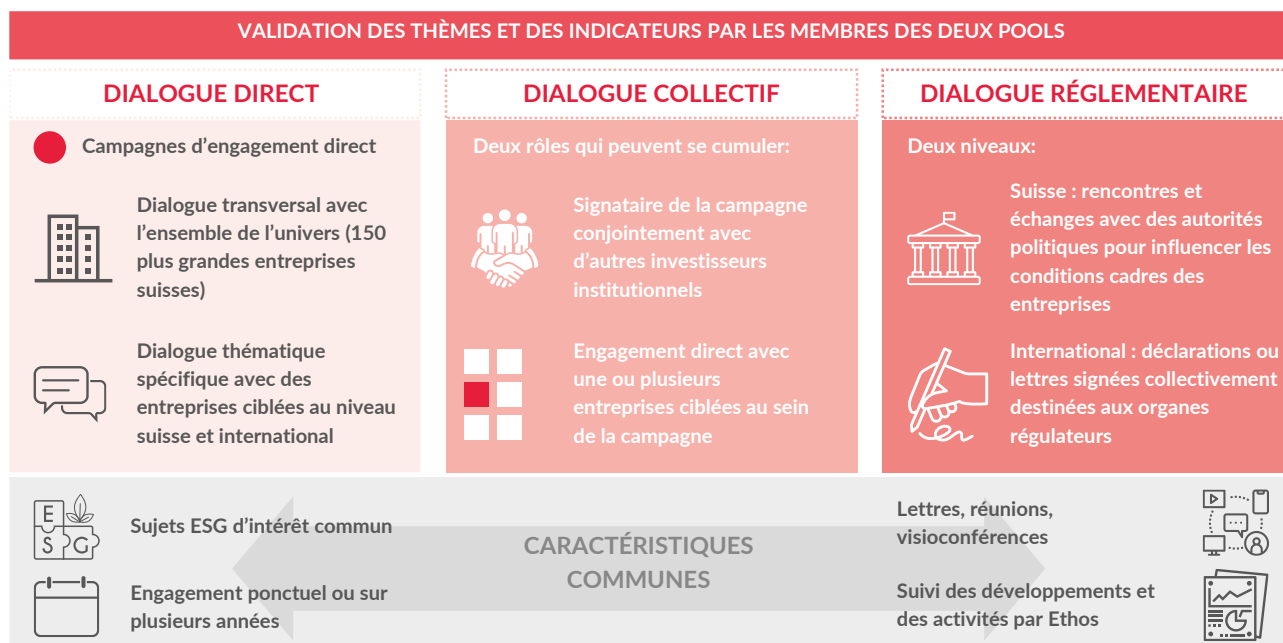 VALIDATION DES THÈMES ET DES INDICATEURS PAR LES MEMBRES DES DEUX POOLS
DIALOGUE DIRECT
Campagnes d’engagement direct
Dialogue transversal avec
l’ensemble de l’univers (150
plus grandes entreprises
suisses)
Dialogue thématique
spécifique avec des
entreprises ciblées au niveau
suisse et international
DIALOGUE COLLECTIF
Deux rôles qui peuvent se cumuler:
Signataire de la campagne
conjointement avec
d’autres investisseurs
institutionnels
Engagement direct avec
une ou plusieurs
entreprises ciblées au sein
de la campagne
DIALOGUE RÉGLEMENTAIRE
Deux niveaux:
Suisse : rencontres et
échanges avec des autorités
politiques pour influencer les
conditions cadres des
entreprises
International : déclarations ou
lettres signées collectivement
destinées aux organes
régulateurs
E
S G
Sujets ESG d’intérêt commun
Engagement ponctuel ou sur
plusieurs années
CARACTÉRISTIQUES
COMMUNES
Lettres, réunions,
visioconférences
Suivi des développements et
des activités par Ethos